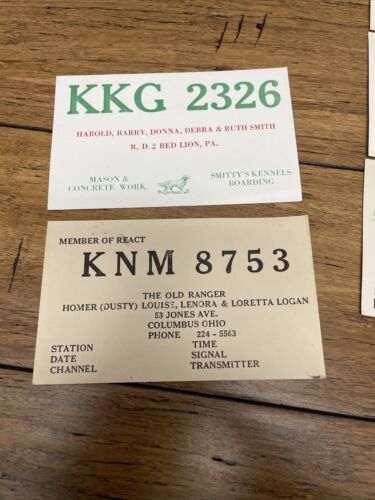 KKG 2326
HAROLD, BARRY, DONNA, DEBRA & RUTH SMITH
R. D. 2 RED LION, PA.
MASON &
CONCRETE WORK
SMITTY'S KENNELS
BOARDING
MEMBER OF REACT
KNM 8753
THE OLD RANGER
HOMER (DUSTY) LOUISE, LENORA & LORETTA LOGAN
53 JONES AVE.
COLUMBUS OHIO
PHONE 224 - 5563
STATION TIME
DATE SIGNAL
CHANNEL TRANSMITTER